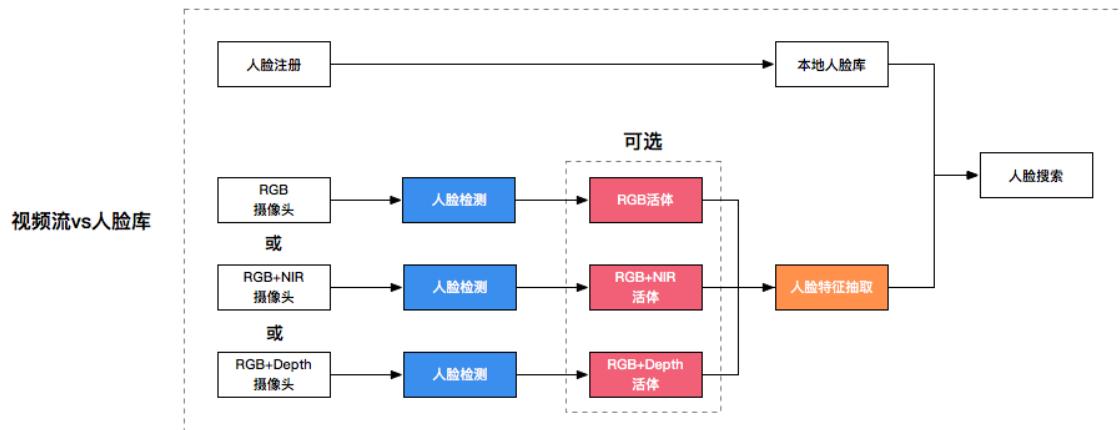 人脸注册
本地人脸库
可选
人脸搜索
视频流vs人脸库
RGB
摄像头
人脸检测
RGB活体
或
RGB+NIR
摄像头
人脸检测
RGB+NIR
活体
人脸特征抽取
或
RGB+Depth
摄像头
人脸检测
RGB+Depth
活体